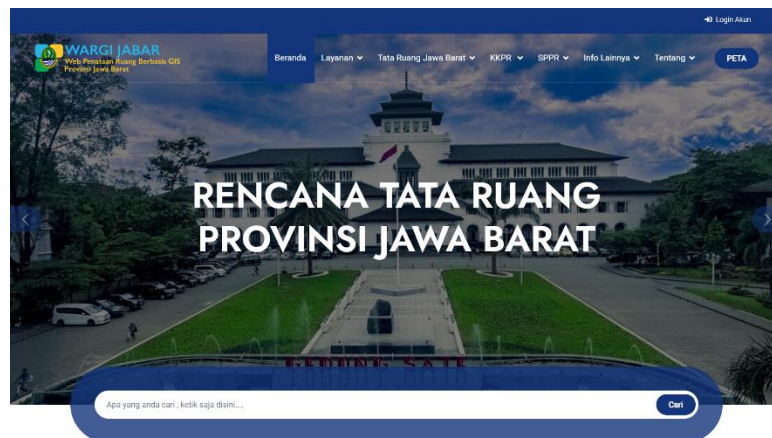 Login Akun
WARGI JABAR
Web Penataan Ruang Berbasis GIS
Provinsi Jawa Barat
Beranda Layanan Tata Ruang Jawa Barat KKPR SPPR Info Lainnya Tentang PETA
RENCANA TATA RUANG
PROVINSI JAWA BARAT
GEDUNG SATE
Apa yang anda cari , ketik saja disini.... Cari